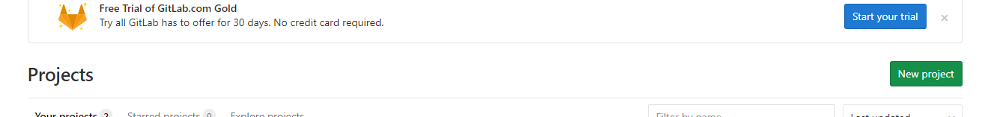 Free Trial of GitLab.com Gold
Try all GitLab has to offer for 30 days. No credit card required.
Start your trial
×
Projects
New project
Your projects 2 Starred projects 0 Explore projects
Filter by name
Last updated